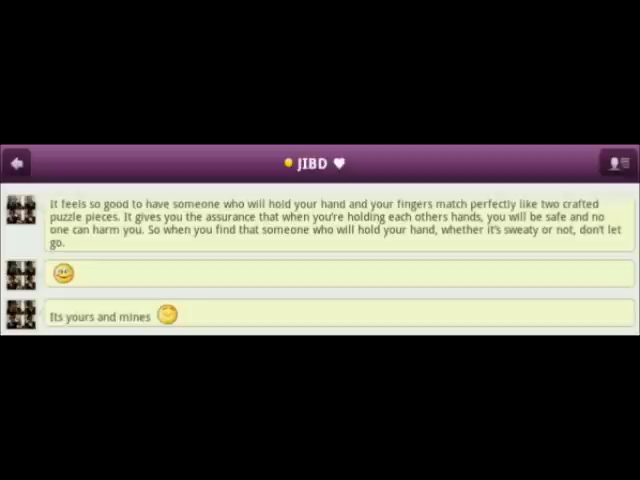 JIBD
It feels so good to have someone who will hold your hand and your fingers match perfectly like two crafted
puzzle pieces. It gives you the assurance that when you're holding each others hands, you will be safe and no
one can harm you. So when you find that someone who will hold your hand, whether it's sweaty or not, don't let
go.
Its yours and mines